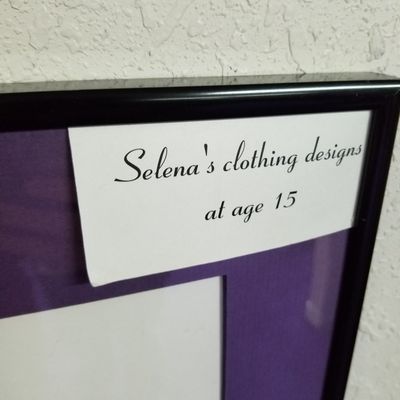 Selena's clothing designs
at age 15